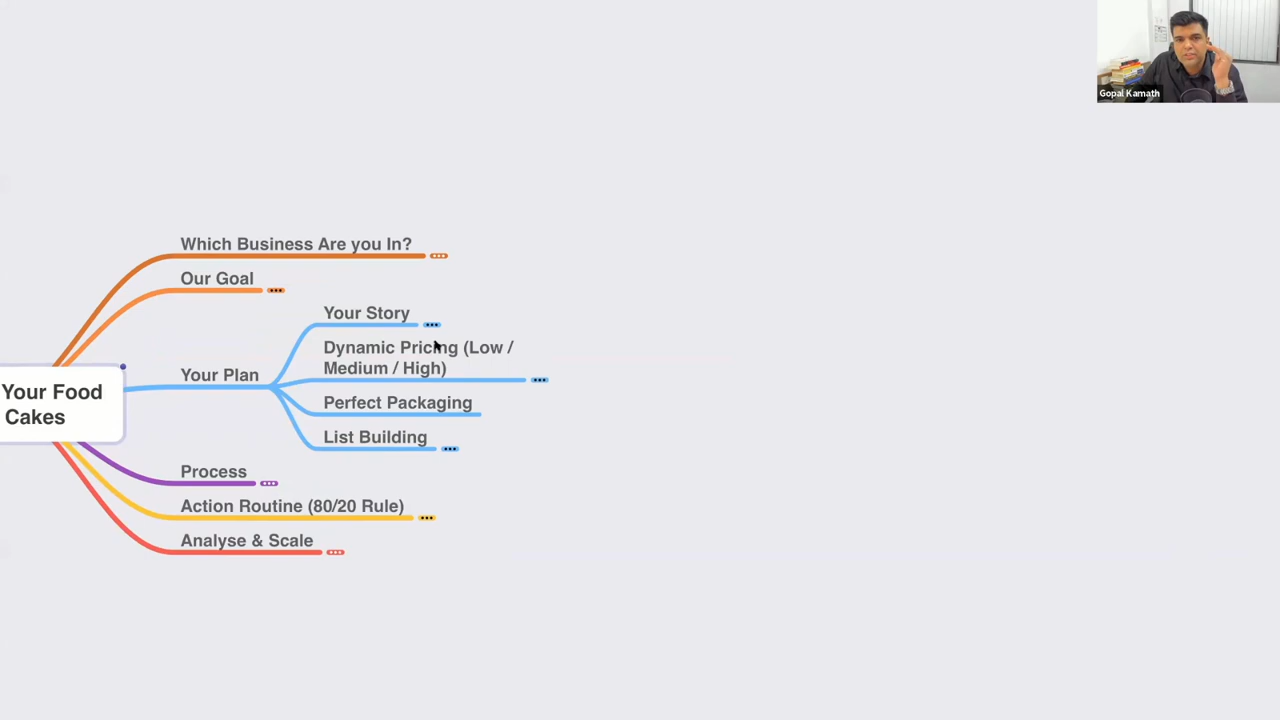 Gopal Kamath
Which Business Are you In?
Our Goal
Your Story
Dynamic Pricing (Low /
Medium / High)
Your Plan
Your Food
Cakes
Perfect Packaging
List Building
Process
Action Routine (80/20 Rule)
Analyse & Scale